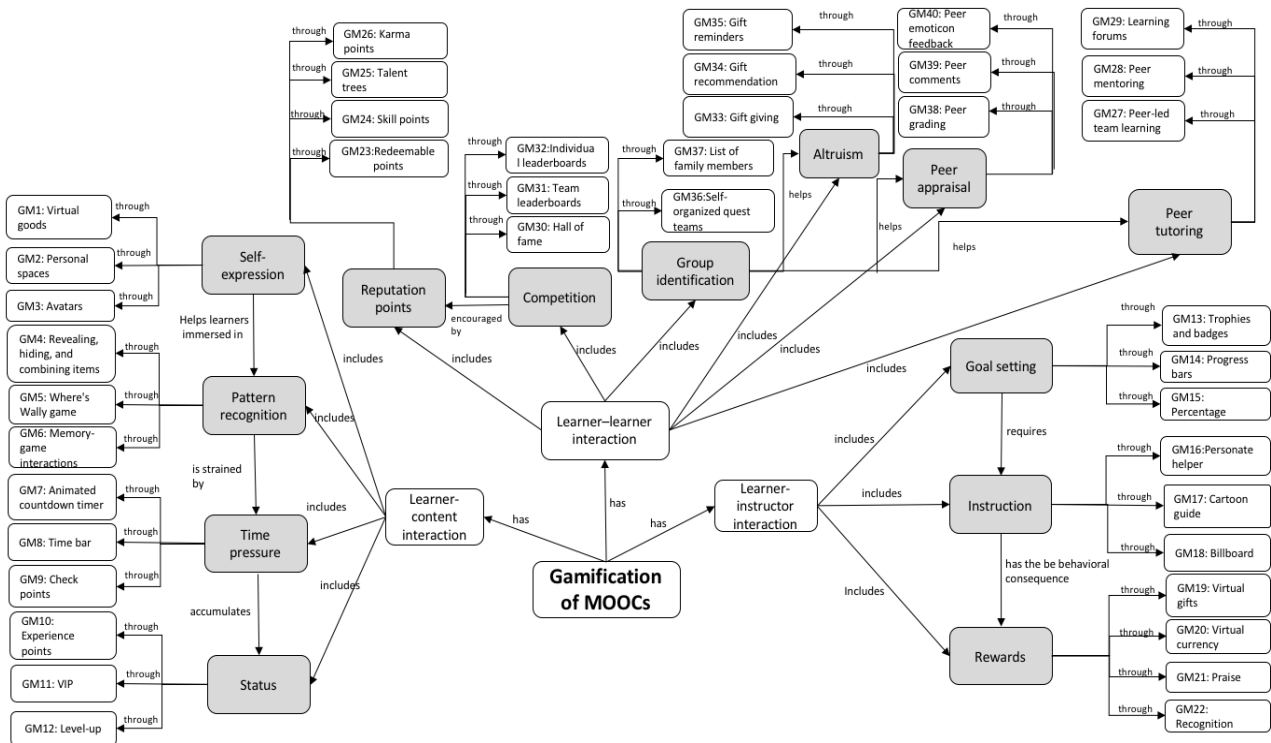 through
GM26: Karma
points
through
GM25: Talent
trees
through
GM24: Skill points
through
GM23:Redeemable
points
GM35: Gift
reminders
through
GM34: Gift
recommendation
through
GM33: Gift giving
through
GM40: Peer
emoticon
feedback
through
GM39: Peer
comments
through
GM38: Peer
grading
through
GM29: Learning
forums
through
GM28: Peer
mentoring
through
GM27: Peer-led
team learning
through
through
GM32:Individua
l leaderboards
through
GM31: Team
leaderboards
through
GM30: Hall of
fame
through
GM37: List of
family members
through
GM36:Self-
organized quest
teams
Altruism
Peer
appraisal
Peer
tutoring
helps
helps
helps
GM1: Virtual
goods
through
GM2: Personal
spaces
through
GM3: Avatars
through
Self-
expression
Reputation
points
encouraged
by
Competition
Group
identification
Helps learners
immersed in
GM4: Revealing,
hiding, and
combining items
through
GM5: Where's
Wally game
through
GM6: Memory-
game
interactions
through
Pattern
recognition
includes
includes
includes
includes
includes
includes
includes
includes
is strained
by
GM7: Animated
countdown timer
through
GM8: Time bar
through
GM9: Check
points
through
Time
pressure
includes
includes
accumulates
GM10:
Experience
points
through
GM11: VIP
through
GM12: Level-up
through
Status
Learner-
content
interaction
has
Learner–learner
interaction
has
has
Learner-
instructor
interaction
Gamification
of MOOCs
includes
includes
Includes
Goal setting
through
GM13: Trophies
and badges
through
GM14: Progress
bars
through
GM15:
Percentage
requires
Instruction
through
GM16:Personate
helper
through
GM17: Cartoon
guide
through
GM18: Billboard
has the be behavioral
consequence
Rewards
through
GM19: Virtual
gifts
through
GM20: Virtual
currency
through
GM21: Praise
through
GM22:
Recognition